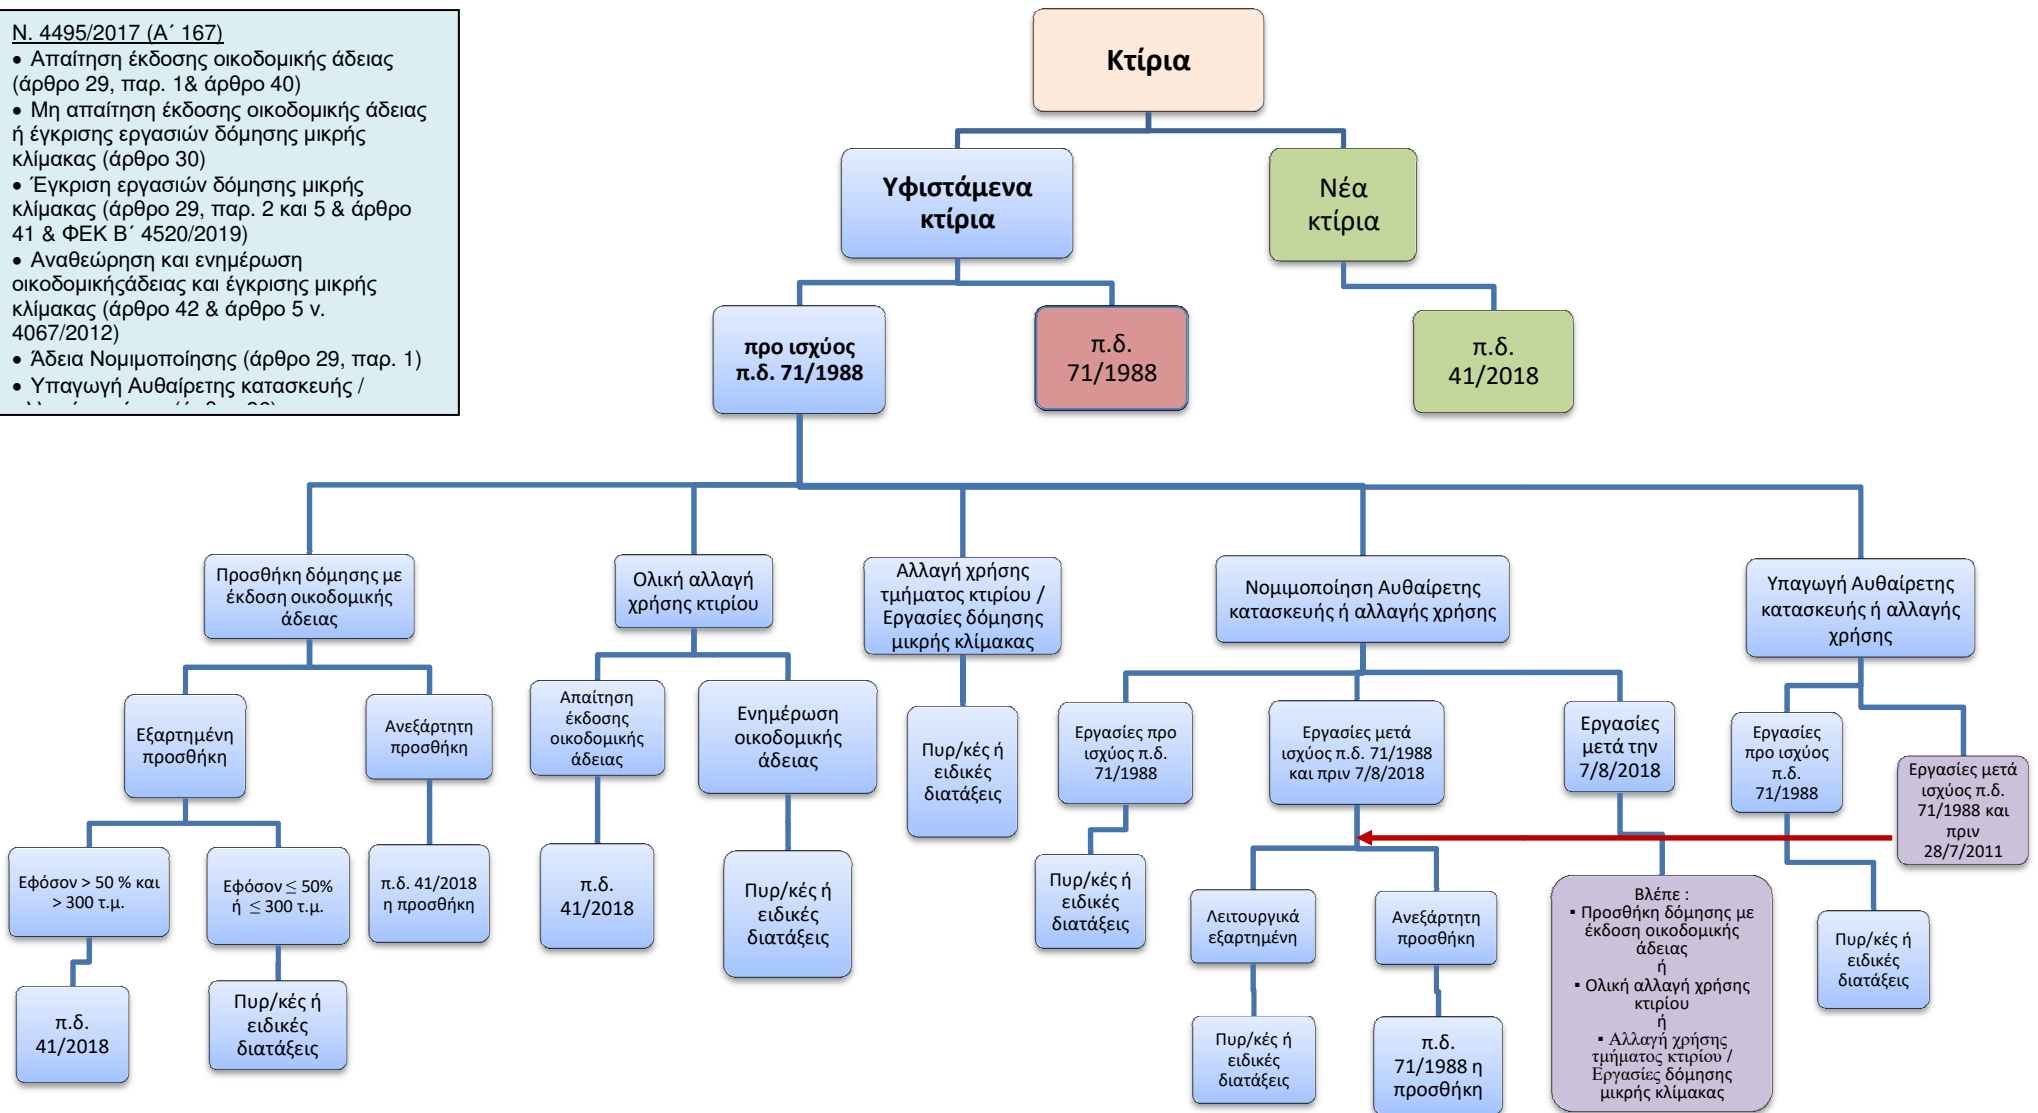 Ν. 4495/2017 (Α΄ 167)
• Απαίτηση έκδοσης οικοδομικής άδειας
(άρθρο 29, παρ. 1& άρθρο 40)
• Μη απαίτηση έκδοσης οικοδομικής άδειας
ή έγκρισης εργασιών δόμησης μικρής
κλίμακας (άρθρο 30)
• Έγκριση εργασιών δόμησης μικρής
κλίμακας (άρθρο 29, παρ. 2 και 5 & άρθρο
41 & ΦΕΚ Β΄ 4520/2019)
• Αναθεώρηση και ενημέρωση
οικοδομικήςάδειας και έγκρισης μικρής
κλίμακας (άρθρο 42 & άρθρο 5 ν.
4067/2012)
• Άδεια Νομιμοποίησης (άρθρο 29, παρ. 1)
• Υπαγωγή Αυθαίρετης κατασκευής /
Κτίρια
Υφιστάμενα
κτίρια
Νέα
κτίρια
προ ισχύος
π.δ. 71/1988
π.δ.
71/1988
π.δ.
41/2018
Προσθήκη δόμησης με
έκδοση οικοδομικής
άδειας
Ολική αλλαγή
χρήσης κτιρίου
Αλλαγή χρήσης
τμήματος κτιρίου /
Εργασίες δόμησης
μικρής κλίμακας
Νομιμοποίηση Αυθαίρετης
κατασκευής ή αλλαγής χρήσης
Υπαγωγή Αυθαίρετης
κατασκευής ή αλλαγής
χρήσης
Εξαρτημένη
προσθήκη
Ανεξάρτητη
προσθήκη
Απαίτηση
έκδοσης
οικοδομικής
άδειας
Ενημέρωση
οικοδομικής
άδειας
Πυρ/κές ή
ειδικές
διατάξεις
Εργασίες προ
ισχύος π.δ.
71/1988
Εργασίες μετά
ισχύος π.δ. 71/1988
και πριν 7/8/2018
Εργασίες
μετά την
7/8/2018
Εργασίες
προ ισχύος
π.δ.
71/1988
Εργασίες μετά
ισχύος π.δ.
71/1988 και
πριν
28/7/2011
Εφόσον > 50 % και
> 300 τ.μ.
Εφόσον ≤ 50%
ή ≤ 300 τ.μ.
π.δ. 41/2018
η προσθήκη
π.δ.
41/2018
Πυρ/κές ή
ειδικές
διατάξεις
Πυρ/κές ή
ειδικές
διατάξεις
Λειτουργικά
εξαρτημένη
Ανεξάρτητη
προσθήκη
Βλέπε :
▪ Προσθήκη δόμησης με
έκδοση οικοδομικής
άδειας
ή
▪ Ολική αλλαγή χρήσης
κτιρίου
ή
▪ Αλλαγή χρήσης
τμήματος κτιρίου /
Εργασίες δόμησης
μικρής κλίμακας
Πυρ/κές ή
ειδικές
διατάξεις
π.δ.
41/2018
Πυρ/κές ή
ειδικές
διατάξεις
Πυρ/κές ή
ειδικές
διατάξεις
π.δ.
71/1988 η
προσθήκη